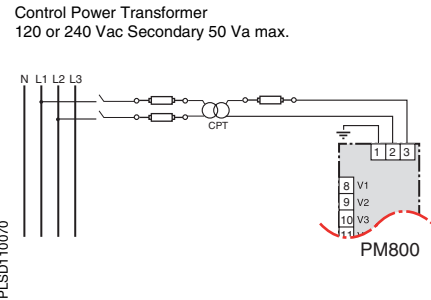 Control Power Transformer
120 or 240 Vac Secondary 50 Va max.
N L1 L2 L3
CPT
1 2 3
8 V1
9 V2
10 V3
11
PM800
PLSD110070